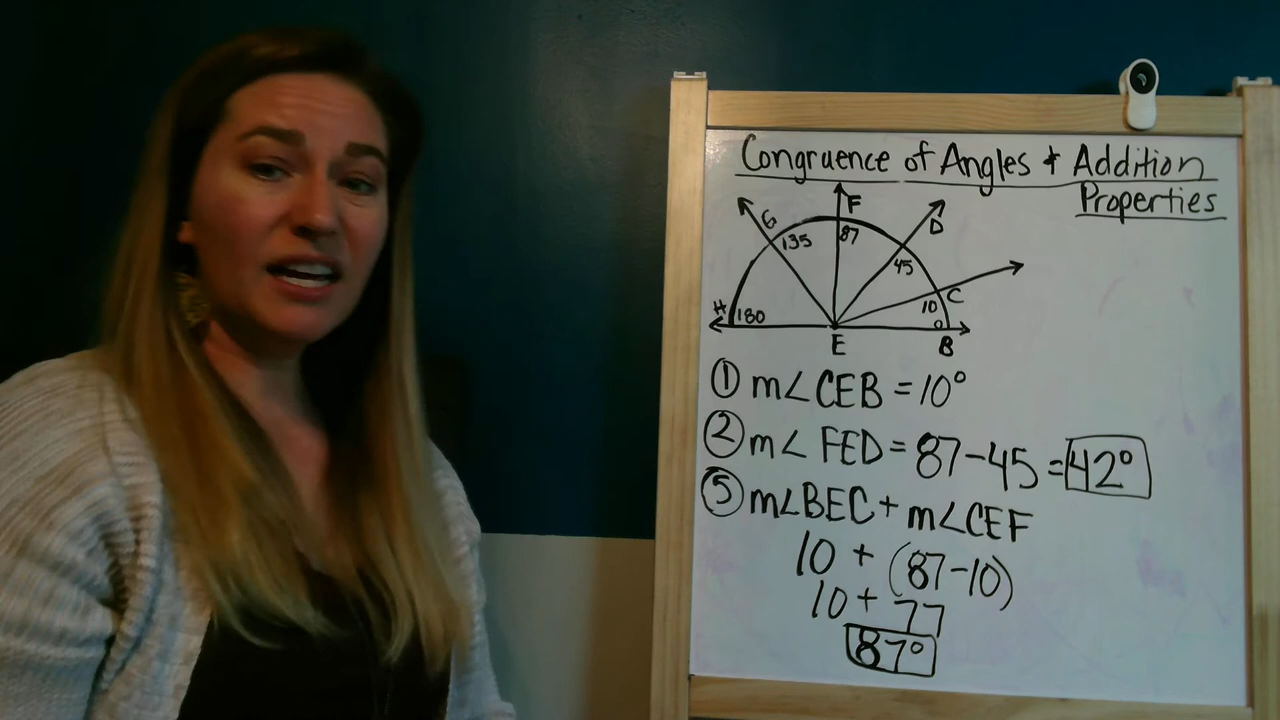 Congruence of Angles + Addition
Properties
F
G
D
135
87
45
C
H
180
10
0
E
B
① m∠CEB = 10°
② m∠FED = 87-45 = 42°
⑤ m∠BEC + m∠CEF
10 + (87-10)
10 + 77
87°